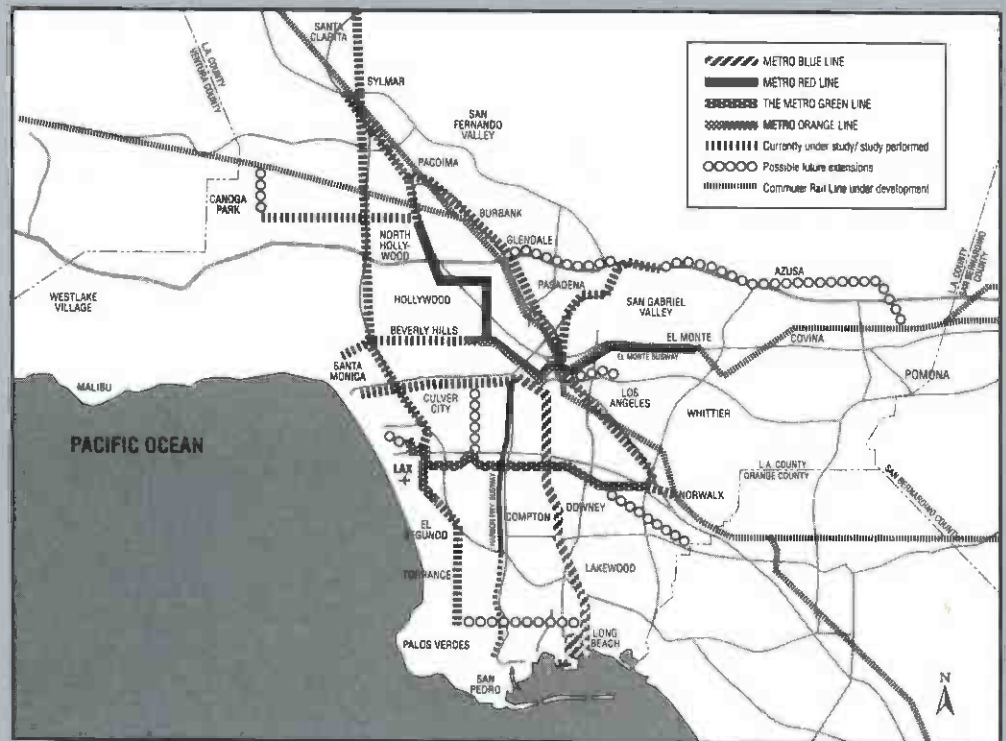 SANTA
CLARITA
L.A. COUNTY
VENTURA COUNTY
SYLMAR
SAN
FERNANDO
VALLEY
PACOIMA
METRO BLUE LINE
METRO RED LINE
THE METRO GREEN LINE
METRO ORANGE LINE
Currently under study/ study performed
Possible future extensions
Commuter Rail Line under development
CANOGA
PARK
BURBANK
NORTH
HOLLY-
WOOD
GLENDALE
PASADENA
AZUSA
L.A. COUNTY
SAN BERNARDINO
COUNTY
WESTLAKE
VILLAGE
HOLLYWOOD
SAN GABRIEL
VALLEY
BEVERLY HILLS
EL MONTE
EL MONTE BUSWAY
COVINA
SANTA
MONICA
POMONA
MALIBU
LOS
ANGELES
CULVER
CITY
WHITTIER
PACIFIC OCEAN
LAX
L.A. COUNTY
ORANGE COUNTY
SAN BERNARDINO COUNTY
NORWALK
HARBOR FWY BUSWAY
COMPTON
DOWNEY
EL
SEGUNDO
TORRANCE
LAKEWOOD
PALOS VERDES
LONG
BEACH
SAN
PEDRO
N